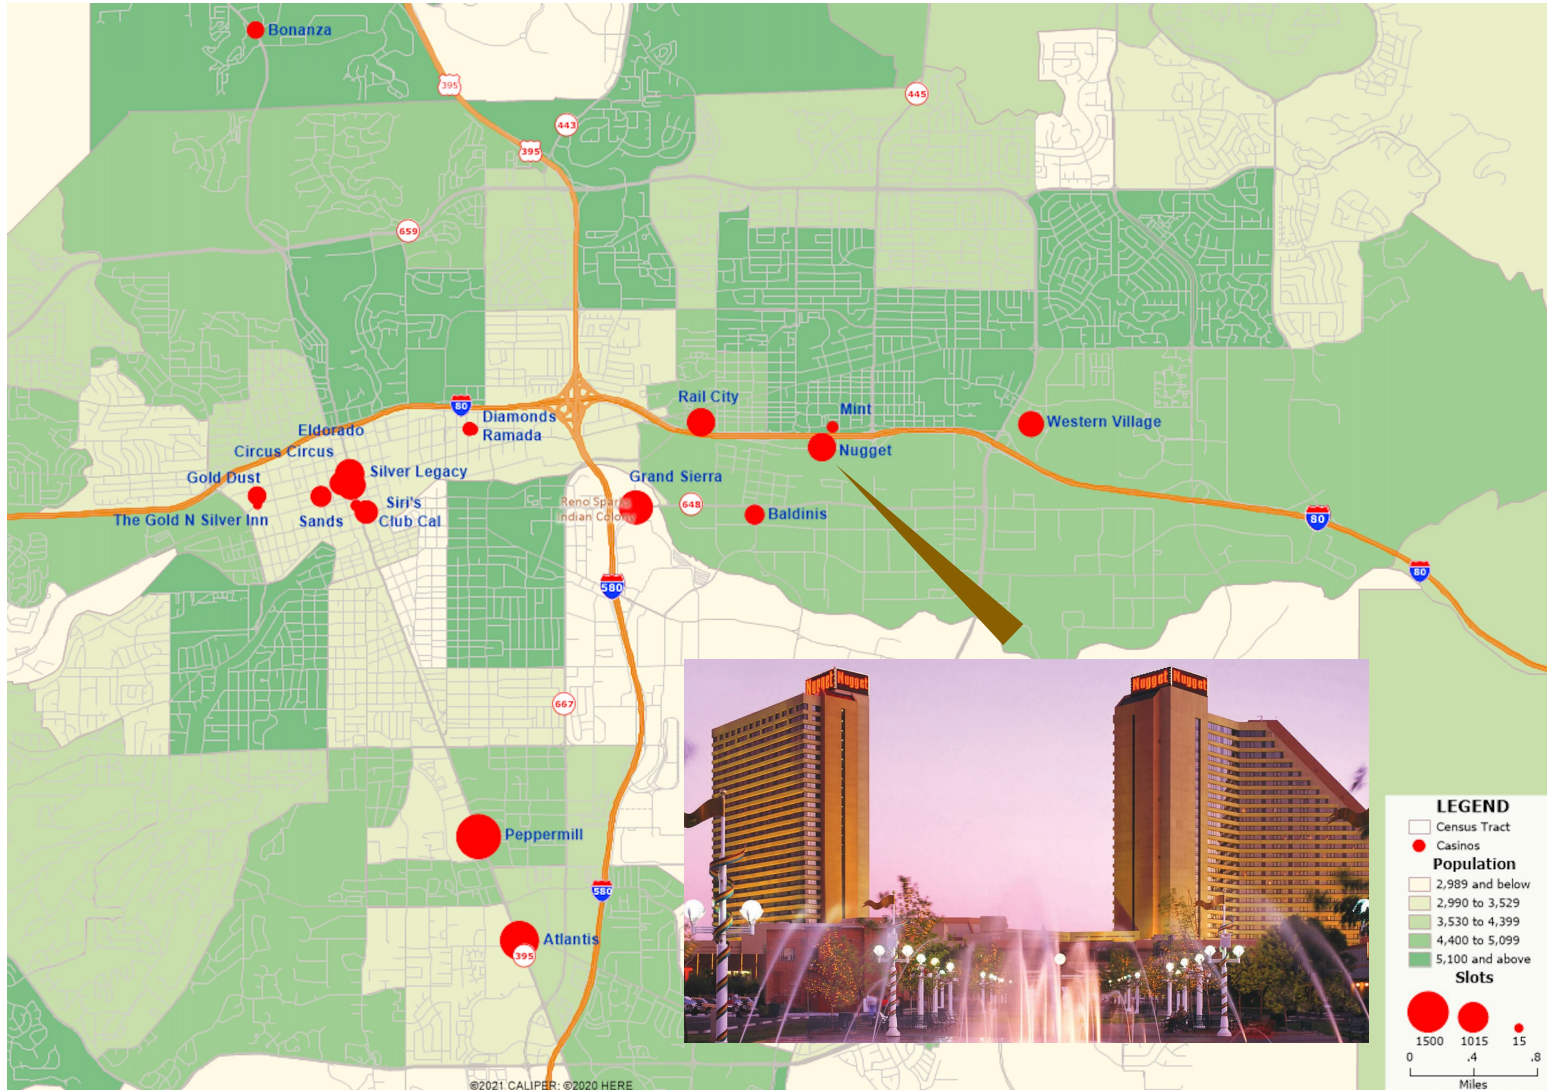 Bonanza
395
445
443
395
659
Rail City
Mint
80
Diamonds
Ramada
Western Village
Eldorado
Nugget
Circus Circus
Silver Legacy
Gold Dust
Grand Sierra
Reno Sparks
Indian Colony
648
Siri's
Club Cal
The Gold N Silver Inn
Sands
Baldinis
80
80
580
667
Nugget Nugget
Nugget Nugget
Peppermill
580
Atlantis
395
LEGEND
Census Tract
Casinos
Population
2,989 and below
2,990 to 3,529
3,530 to 4,399
4,400 to 5,099
5,100 and above
Slots
1500 1015 15
0 .4 .8
Miles
©2021 CALIPER; ©2020 HERE